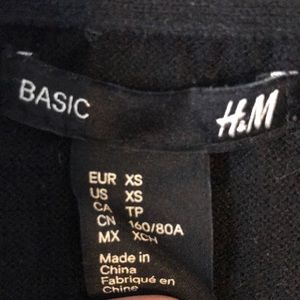 BASIC
H&M
EUR XS
US XS
CA TP
CN 160/80A
MX XCH
Made in
China
Fabriqué en
Chine